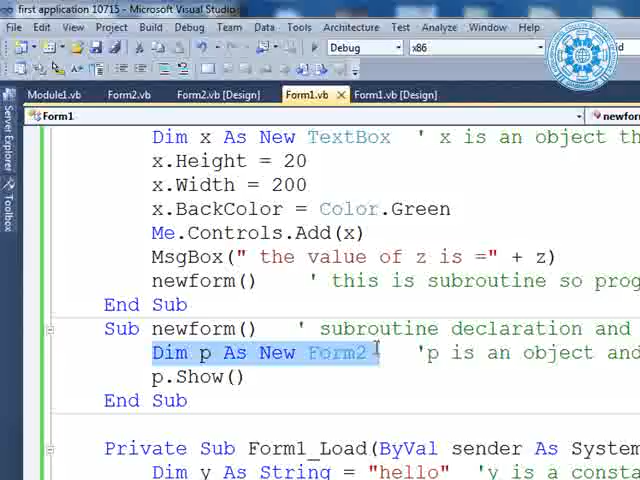 first application 10715 - Microsoft Visual Studio
File Edit View Project Build Debug Team Data Architecture Test Analyze Window Help
Debug x86
Module1.vb Form2.vb Form2.vb [Design] Form1.vb Form1.vb [Design]
Form1 newform
Server Explorer
Toolbox
Dim x As New TextBox ' x is an object th
x.Height = 20
x.Width = 200
x.BackColor = Color.Green
Me.Controls.Add(x)
MsgBox(" the value of z is =" + z)
newform() ' this is subroutine so prog
End Sub
Sub newform() ' subroutine declaration and
Dim p As New Form2 'p is an object and
p.Show()
End Sub
Private Sub Form1_Load(ByVal sender As System
Dim y As String = "hello" 'y is a consta